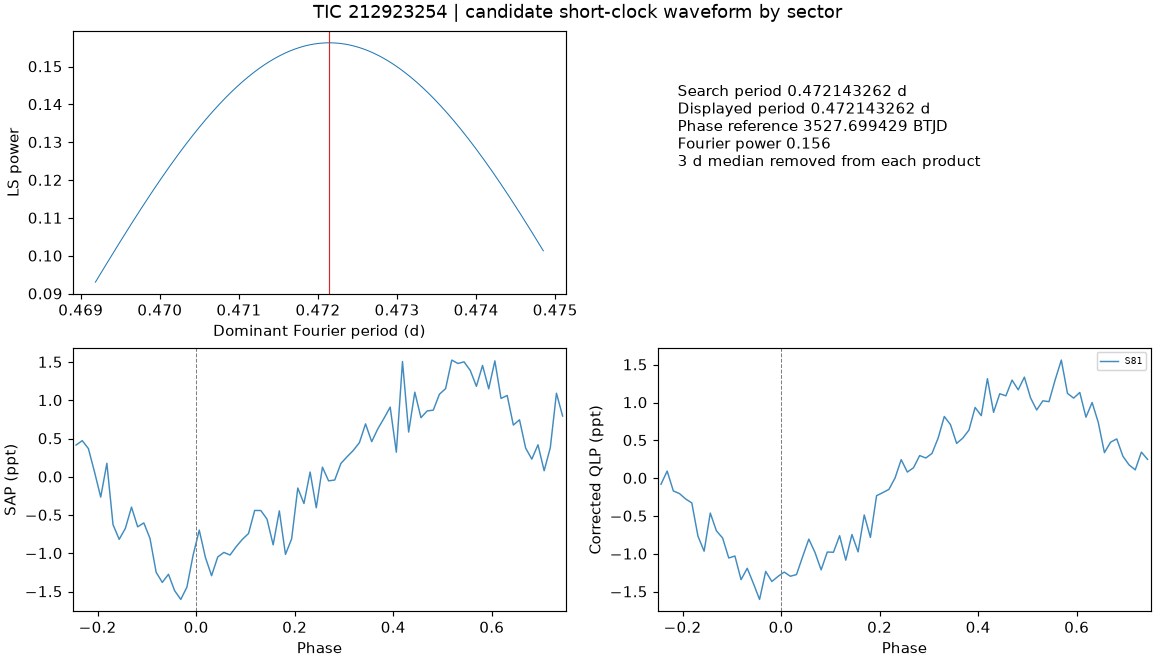 TIC 212923254 | candidate short-clock waveform by sector
0.15
0.14
0.13
0.12
0.11
0.10
0.09
LS power
0.469 0.470 0.471 0.472 0.473 0.474 0.475
Dominant Fourier period (d)
Search period 0.472143262 d
Displayed period 0.472143262 d
Phase reference 3527.699429 BTJD
Fourier power 0.156
3 d median removed from each product
1.5
1.0
0.5
0.0
−0.5
−1.0
−1.5
SAP (ppt)
−0.2 0.0 0.2 0.4 0.6
Phase
S81
1.5
1.0
0.5
0.0
−0.5
−1.0
−1.5
Corrected QLP (ppt)
−0.2 0.0 0.2 0.4 0.6
Phase